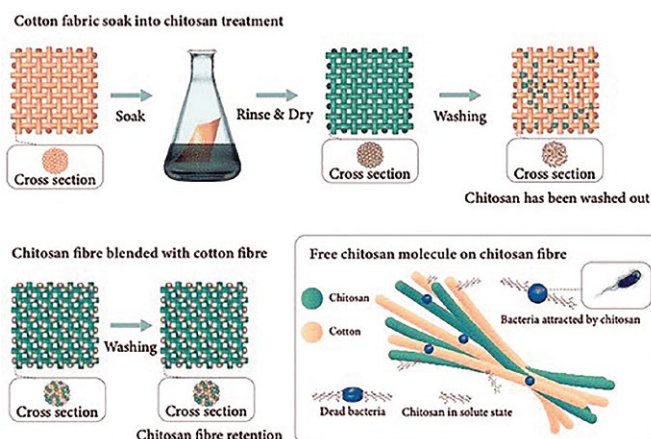 Cotton fabric soak into chitosan treatment
Soak
Rinse & Dry
Washing
Cross section
Cross section
Cross section
Chitosan has been washed out
Chitosan fibre blended with cotton fibre
Washing
Cross section
Cross section
Chitosan fibre retention
Free chitosan molecule on chitosan fibre
Chitosan
Cotton
Bacteria attracted by chitosan
Dead bacteria
Chitosan in solute state